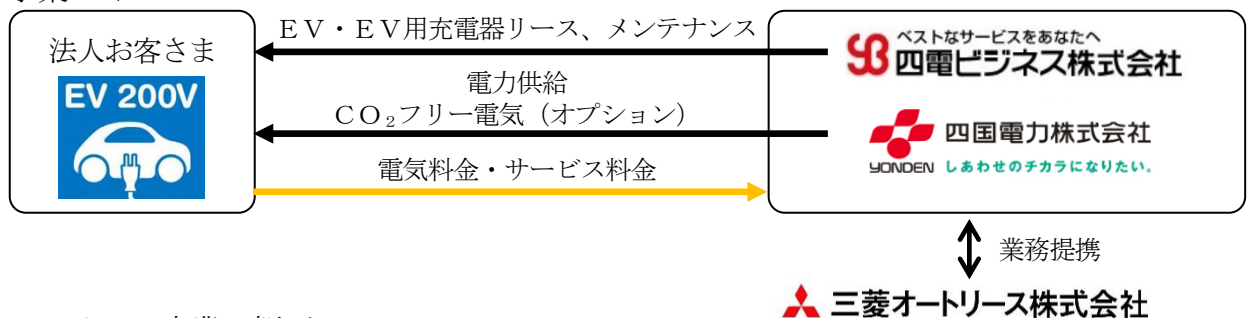 法人お客さま
EV 200V
EV・EV用充電器リース、メンテナンス
電力供給
CO₂フリー電気（オプション）
電気料金・サービス料金
ベストなサービスをあなたへ
四電ビジネス株式会社
四国電力株式会社
YONDEN しあわせのチカラになりたい。
業務提携
三菱オートリース株式会社